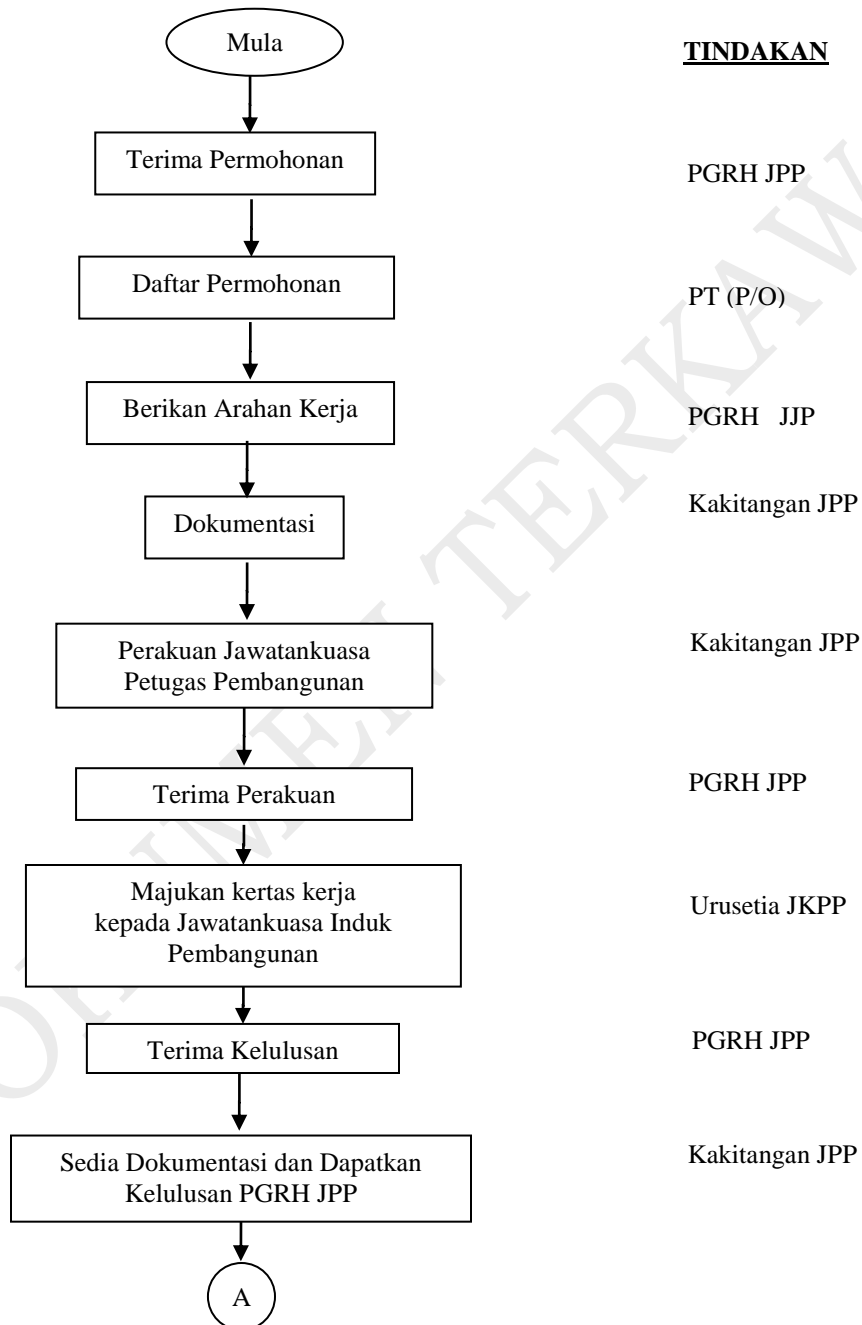 Mula
TINDAKAN
Terima Permohonan
PGRH JPP
Daftar Permohonan
PT (P/O)
Berikan Arahan Kerja
PGRH JJP
Dokumentasi
Kakitangan JPP
Perakuan Jawatankuasa
Petugas Pembangunan
Kakitangan JPP
Terima Perakuan
PGRH JPP
Majukan kertas kerja
kepada Jawatankuasa Induk
Pembangunan
Urusetia JKPP
Terima Kelulusan
PGRH JPP
Sedia Dokumentasi dan Dapatkan
Kelulusan PGRH JPP
Kakitangan JPP
A